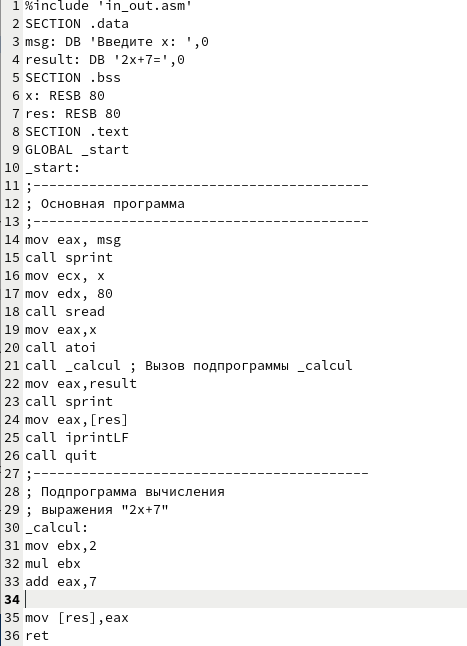 1 %include 'in_out.asm'
2 SECTION .data
3 msg: DB 'Введите x: ',0
4 result: DB '2x+7=',0
5 SECTION .bss
6 x: RESB 80
7 res: RESB 80
8 SECTION .text
9 GLOBAL _start
10 _start:
11 ;------------------------------------------
12 ; Основная программа
13 ;------------------------------------------
14 mov eax, msg
15 call sprint
16 mov ecx, x
17 mov edx, 80
18 call sread
19 mov eax,x
20 call atoi
21 call _calcul ; Вызов подпрограммы _calcul
22 mov eax,result
23 call sprint
24 mov eax,[res]
25 call iprintLF
26 call quit
27 ;------------------------------------------
28 ; Подпрограмма вычисления
29 ; выражения "2x+7"
30 _calcul:
31 mov ebx,2
32 mul ebx
33 add eax,7
34
35 mov [res],eax
36 ret